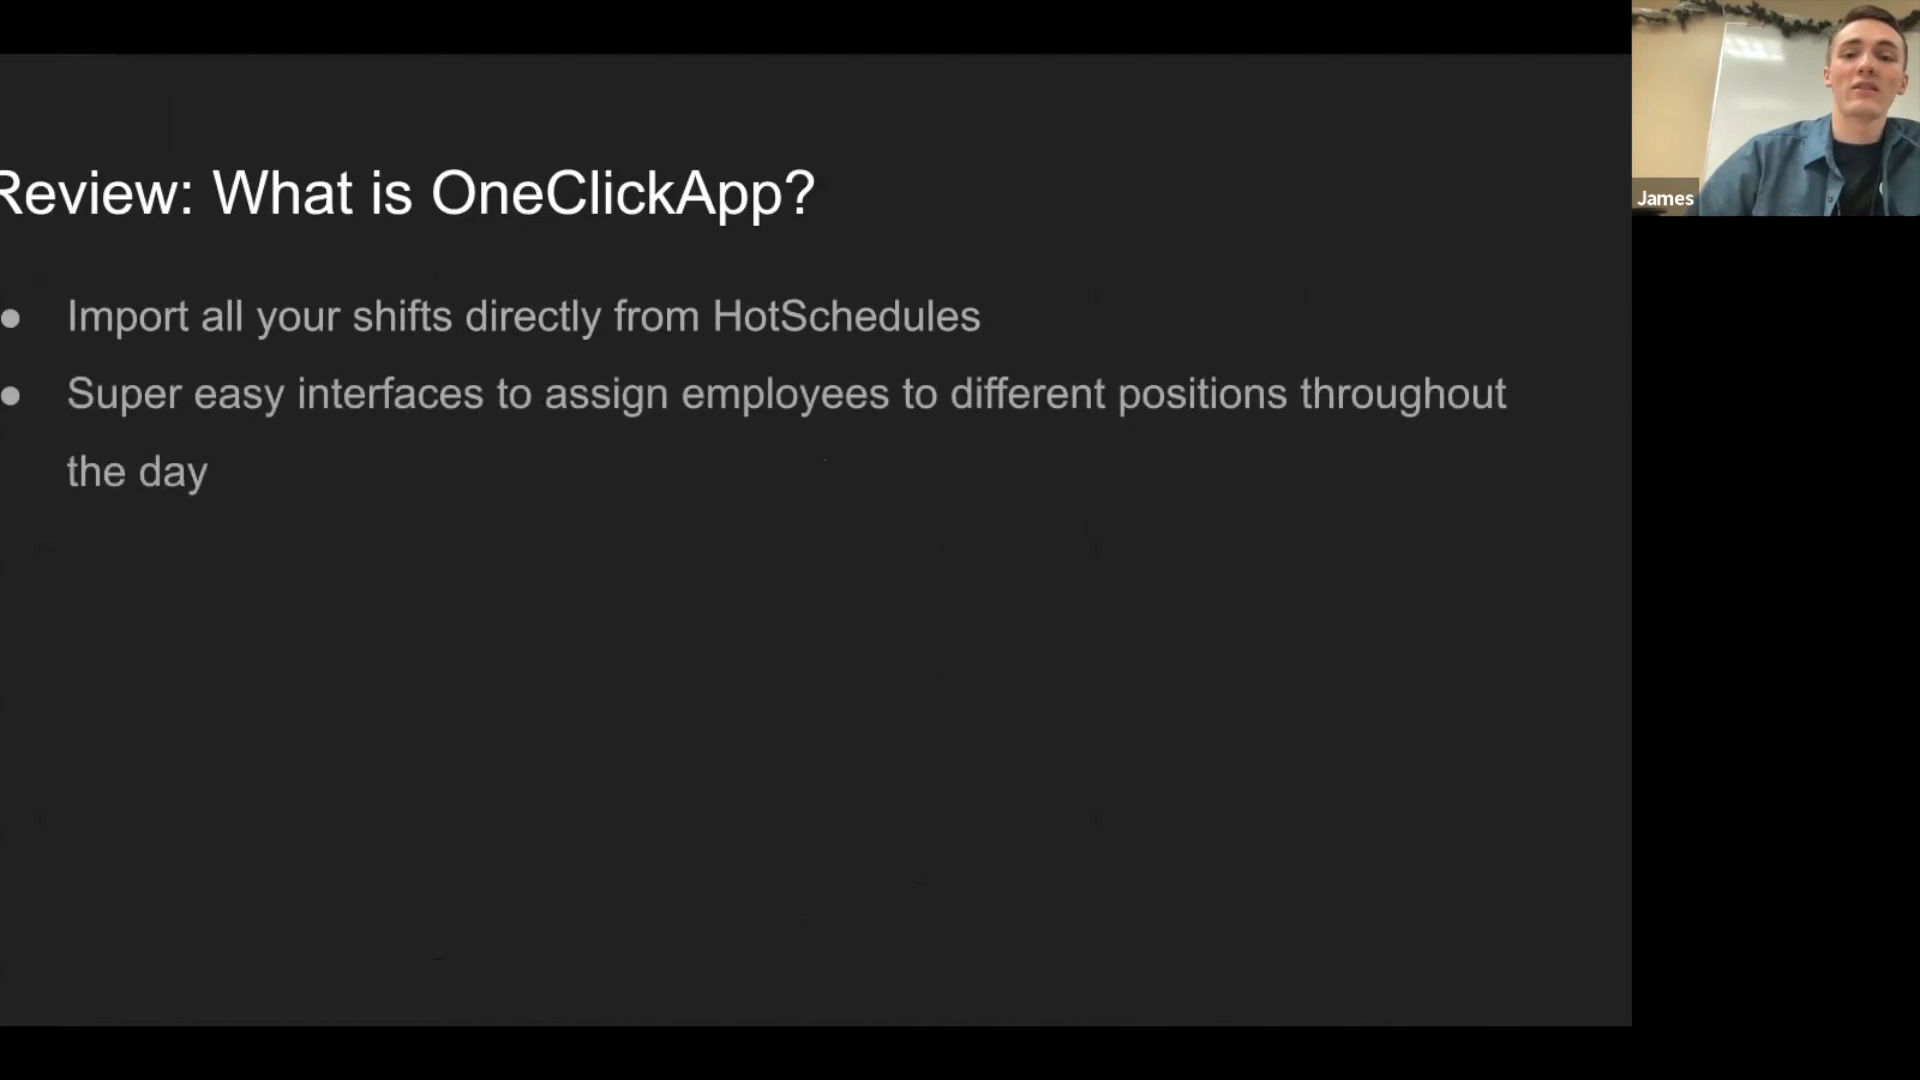 Review: What is OneClickApp?
● Import all your shifts directly from HotSchedules
● Super easy interfaces to assign employees to different positions throughout
the day
James